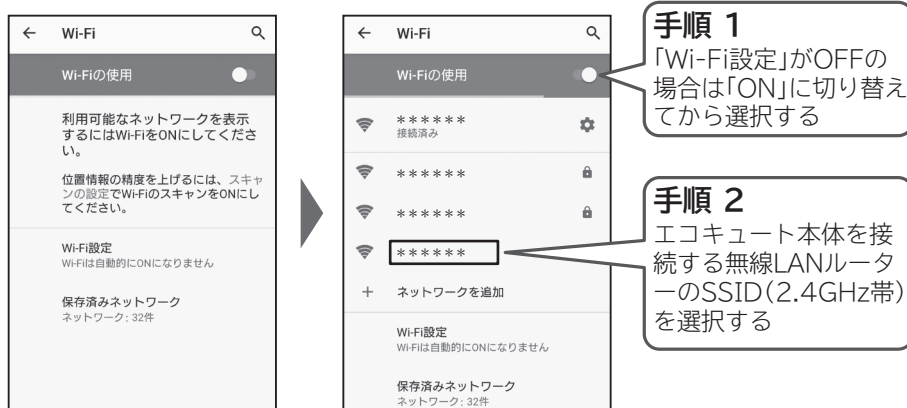 ← Wi-Fi
Wi-Fiの使用
利用可能なネットワークを表示
するにはWi-FiをONにしてくださ
い。
位置情報の精度を上げるには、スキャ
ンの設定でWi-FiのスキャンをONにし
てください。
Wi-Fi設定
Wi-Fiは自動的にONになりません
保存済みネットワーク
ネットワーク: 32件
← Wi-Fi
Wi-Fiの使用
******
接続済み
******
******
******
+ ネットワークを追加
Wi-Fi設定
Wi-Fiは自動的にONになりません
保存済みネットワーク
ネットワーク: 32件
手順 1
「Wi-Fi設定」がOFFの
場合は「ON」に切り替え
てから選択する
手順 2
エコキュート本体を接
続する無線LANルータ
ーのSSID(2.4GHz帯)
を選択する